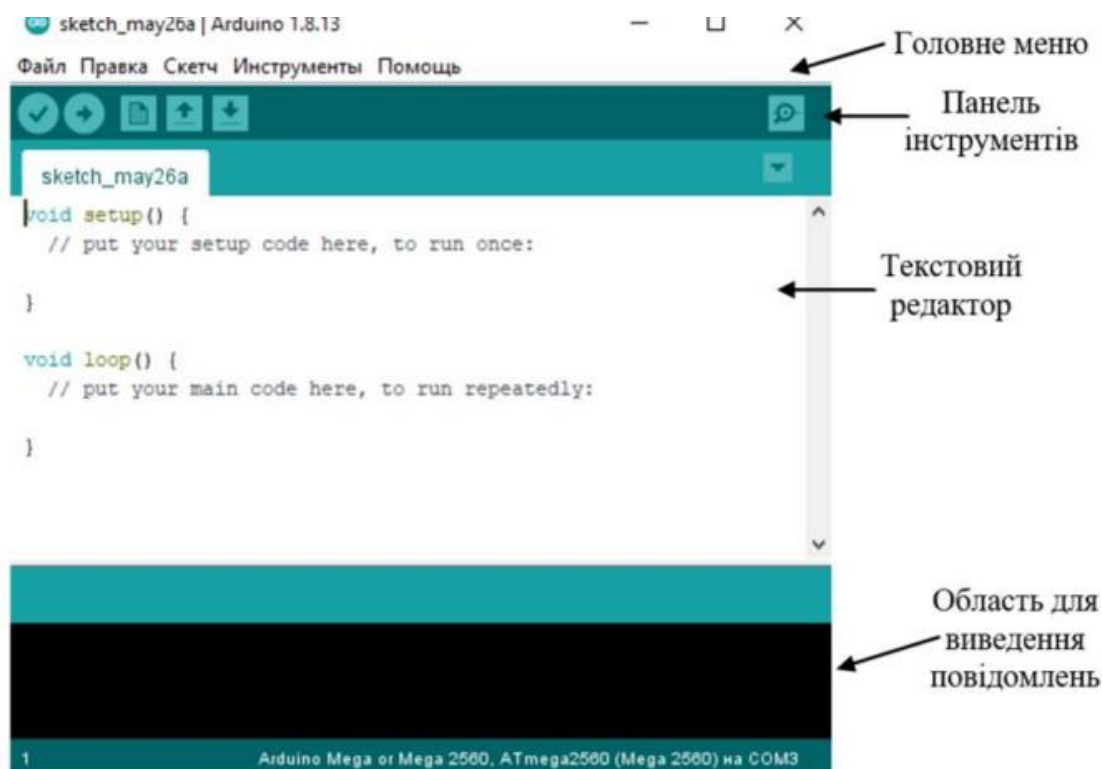 sketch_may26a | Arduino 1.8.13
Файл Правка Скетч Инструменты Помощь
Головне меню
Панель
інструментів
sketch_may26a
void setup() {
// put your setup code here, to run once:
}
void loop() {
// put your main code here, to run repeatedly:
}
Текстовий
редактор
Область для
виведення
повідомлень
1
Arduino Mega or Mega 2560, ATmega2560 (Mega 2560) на COM3